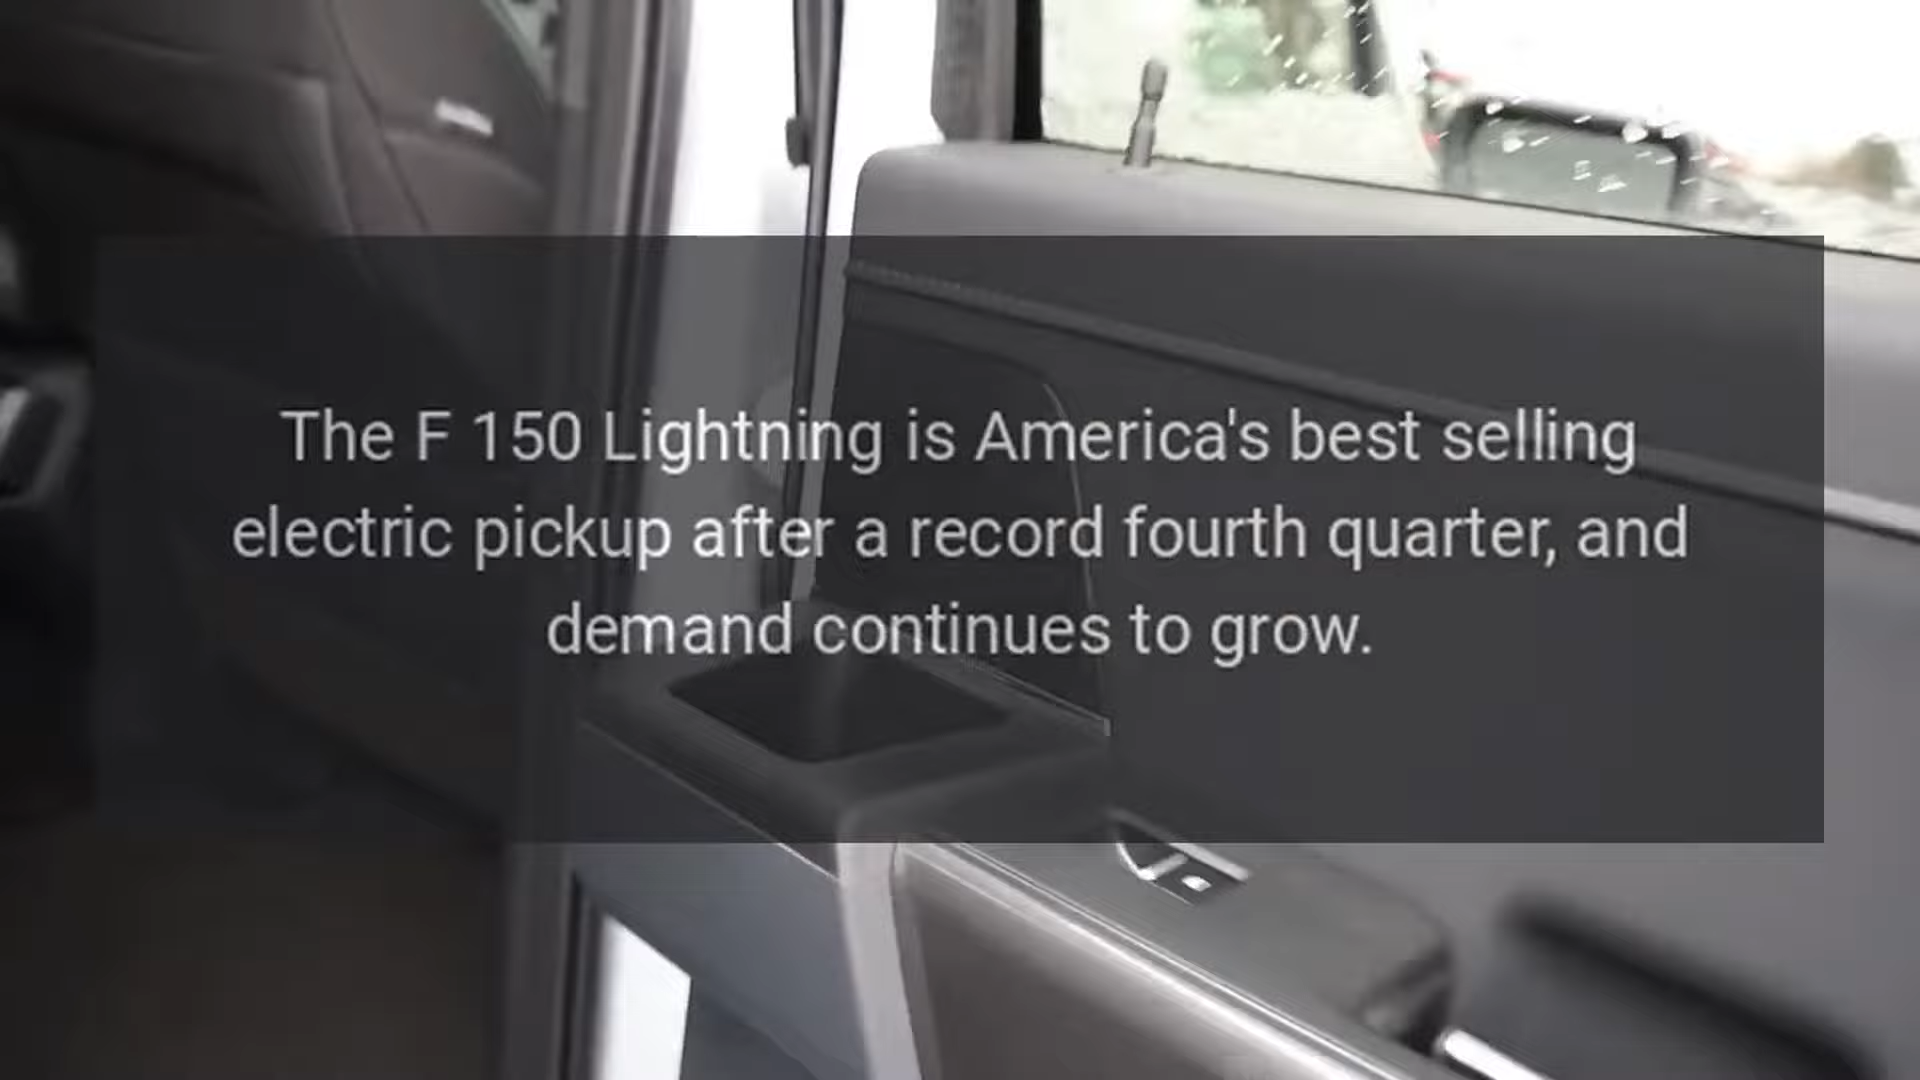 The F 150 Lightning is America's best selling
electric pickup after a record fourth quarter, and
demand continues to grow.